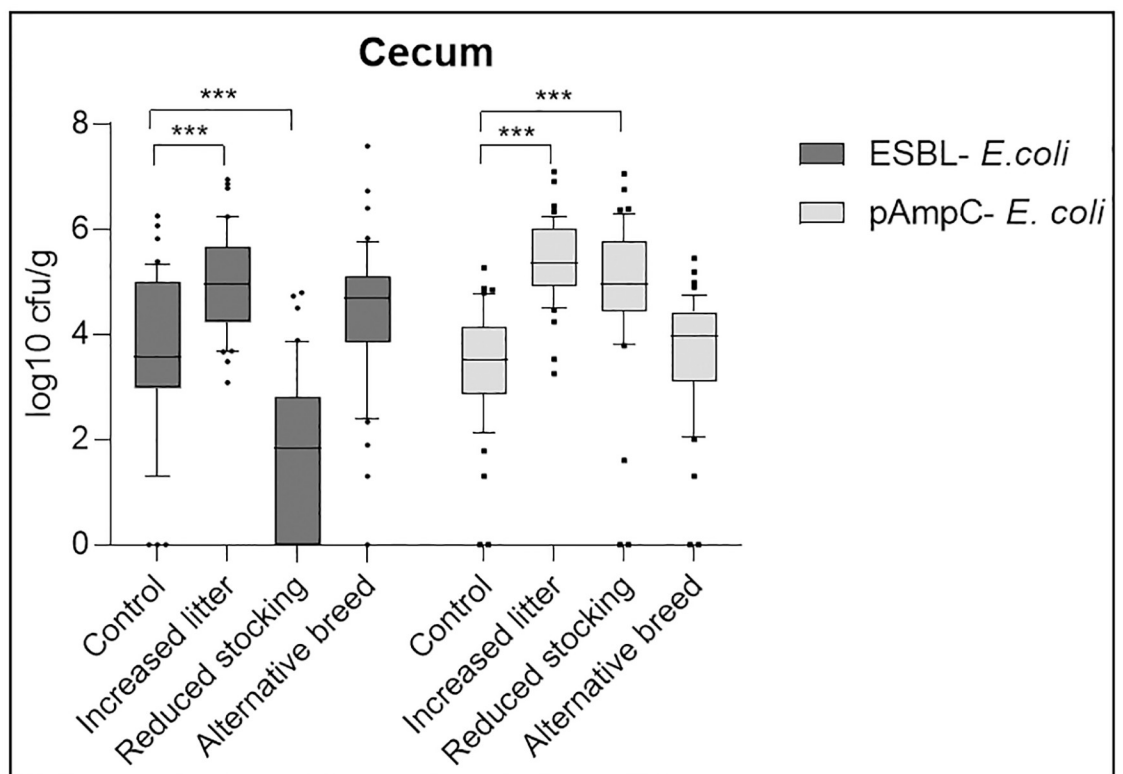 Cecum
***
***
***
***
8
6
4
2
0
log10 cfu/g
Control
Increased litter
Reduced stocking
Alternative breed
Control
Increased litter
Reduced stocking
Alternative breed
ESBL- E.coli
pAmpC- E. coli